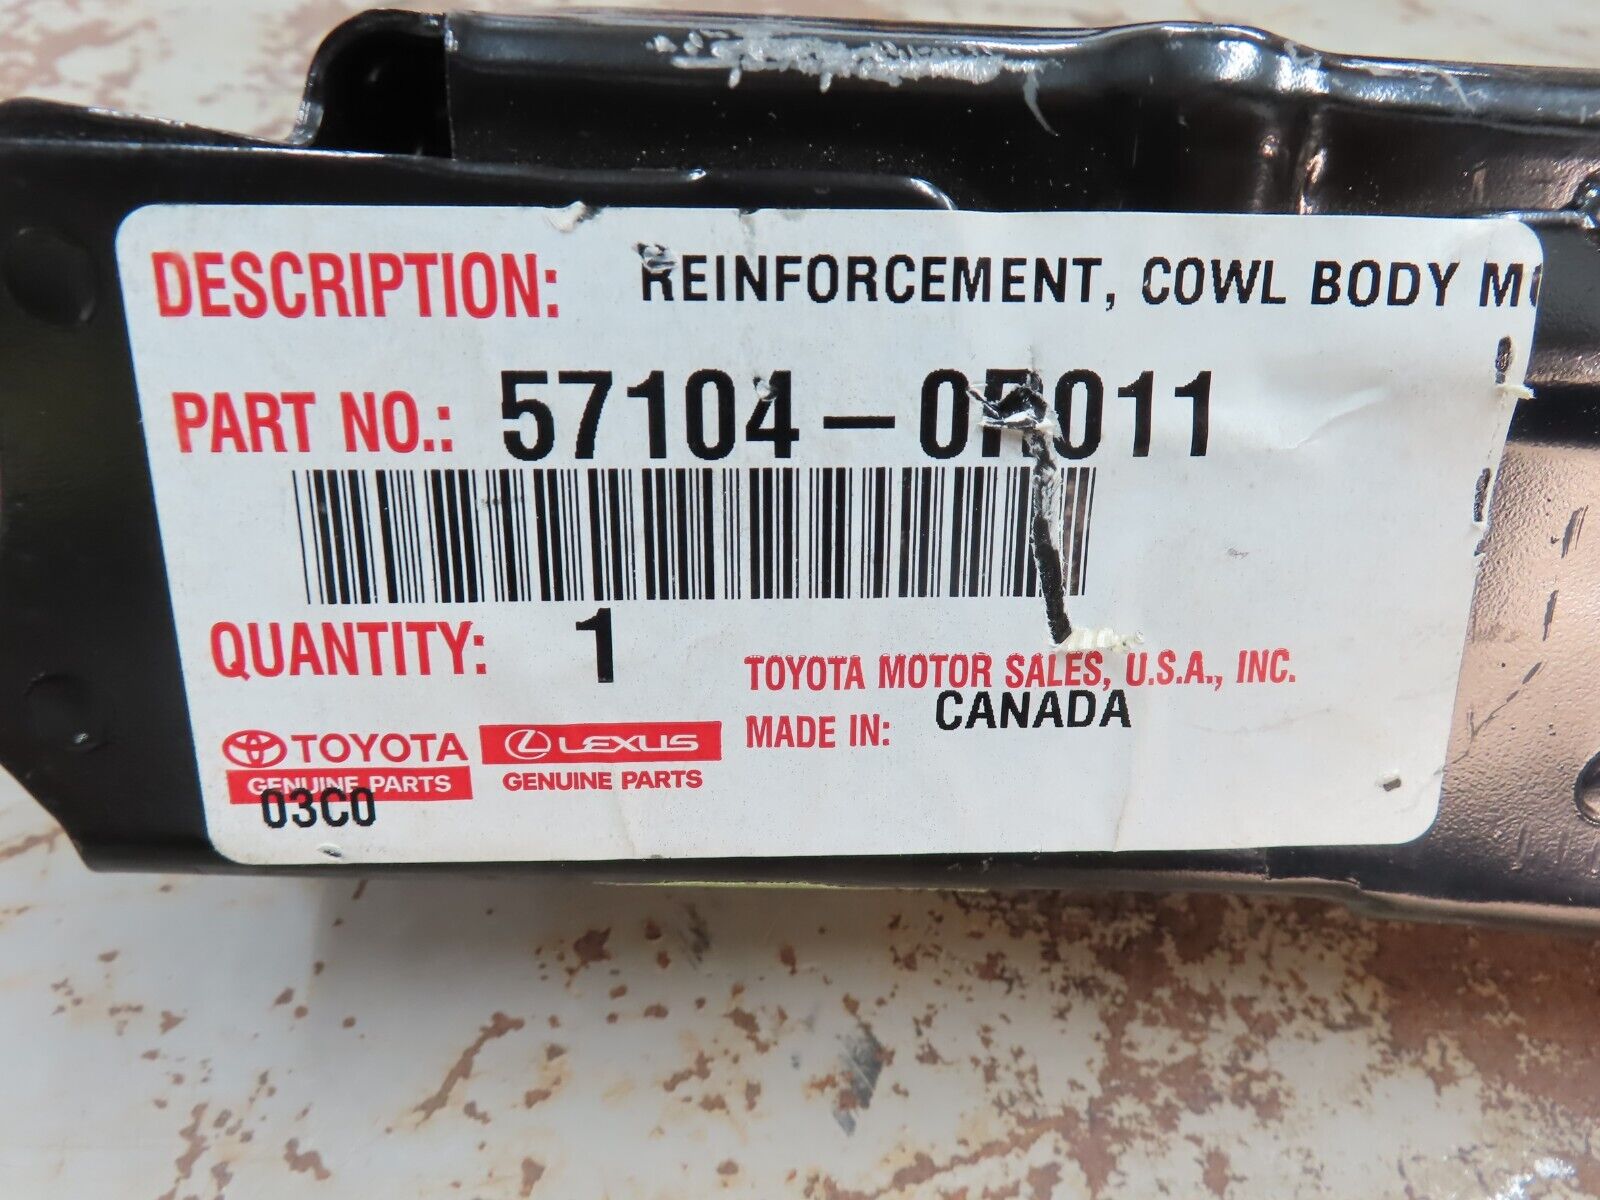 DESCRIPTION: REINFORCEMENT, COWL BODY
PART NO.: 57104-0R011
QUANTITY: 1
TOYOTA MOTOR SALES, U.S.A., INC.
MADE IN: CANADA
TOYOTA LEXUS
GENUINE PARTS GENUINE PARTS
03C0